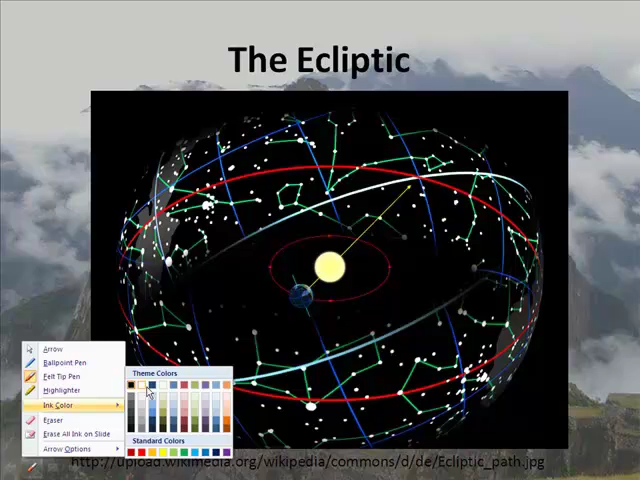 The Ecliptic
Arrow
Ballpoint Pen
Felt Tip Pen
Highlighter
Ink Color
Eraser
Erase All Ink on Slide
Arrow Options
Theme Colors
Standard Colors
http://upload.wikimedia.org/wikipedia/commons/d/de/Ecliptic_path.jpg